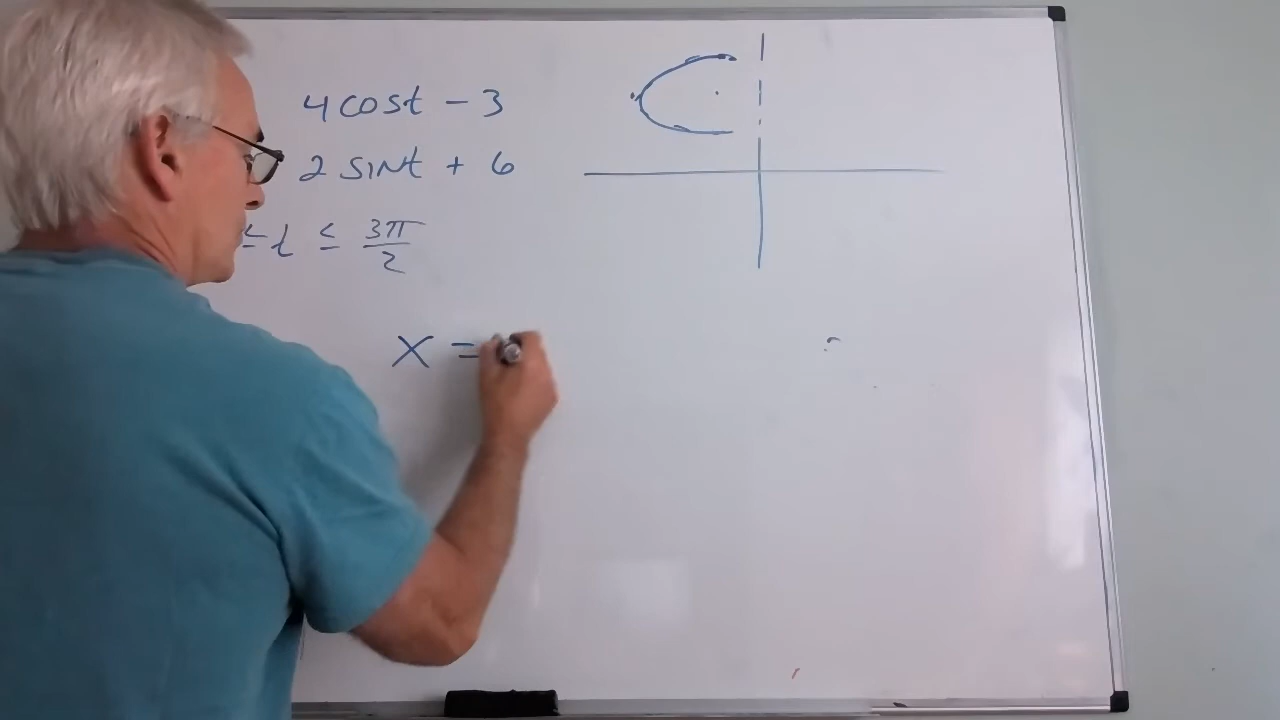 4cost - 3
2 sint + 6
≤ t ≤ 3π/2
x =